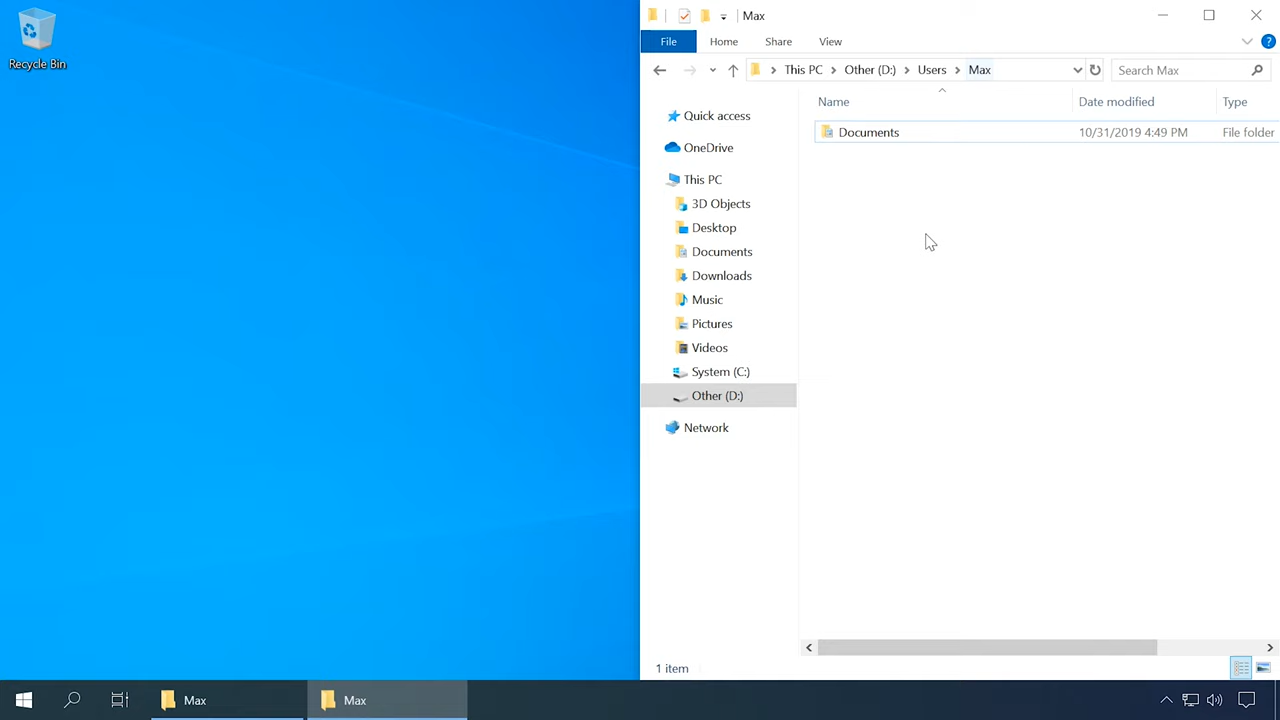 Recycle Bin
Max
File Home Share View
This PC Other (D:) Users Max
Search Max
Name Date modified Type
Documents 10/31/2019 4:49 PM File folder
Quick access
OneDrive
This PC
3D Objects
Desktop
Documents
Downloads
Music
Pictures
Videos
System (C:)
Other (D:)
Network
1 item
Max
Max